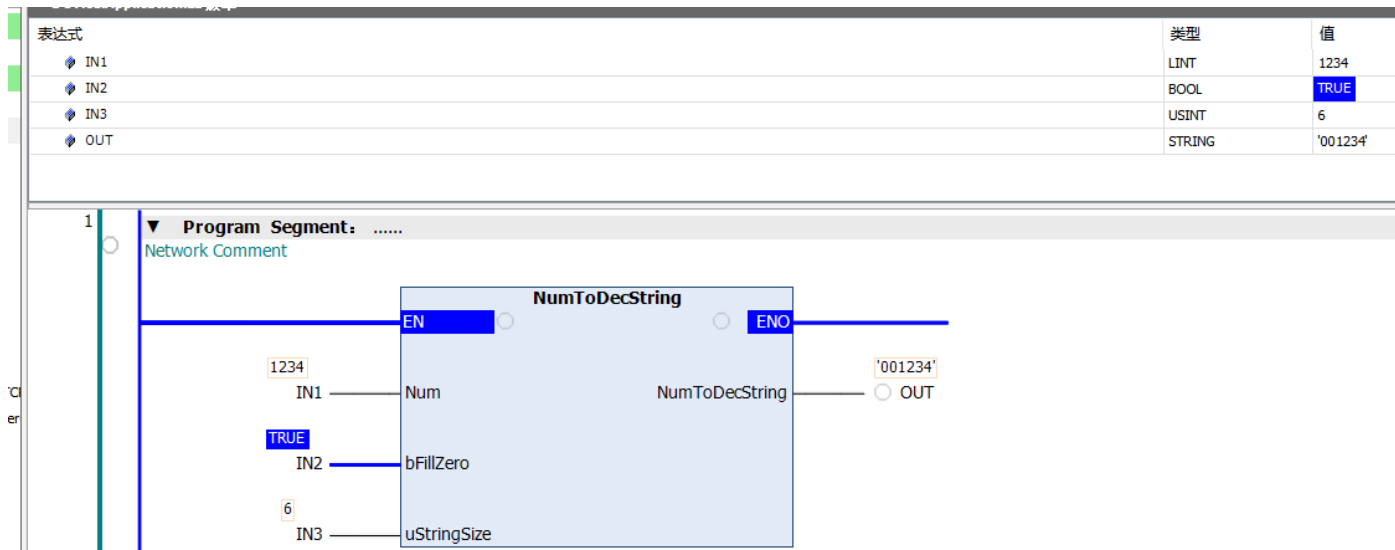 表达式 类型 值
IN1 LINT 1234
IN2 BOOL TRUE
IN3 USINT 6
OUT STRING '001234'
1 ▼ Program Segment: ......
Network Comment
NumToDecString
EN ENO
1234 '001234'
IN1 Num NumToDecString OUT
TRUE
IN2 bFillZero
6
IN3 uStringSize
er